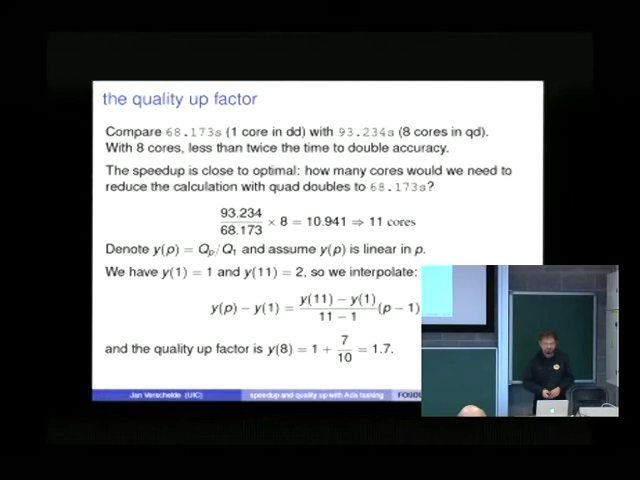 the quality up factor
Compare 68.173s (1 core in dd) with 93.234s (8 cores in qd).
With 8 cores, less than twice the time to double accuracy.
The speedup is close to optimal: how many cores would we need to
reduce the calculation with quad doubles to 68.173s?
93.234/68.173 × 8 = 10.941 ⇒ 11 cores
Denote y(p) = Qp/Q1 and assume y(p) is linear in p.
We have y(1) = 1 and y(11) = 2, so we interpolate:
y(p) − y(1) = y(11) − y(1)/11 − 1 (p − 1)
and the quality up factor is y(8) = 1 + 7/10 = 1.7.
Jan Verschelde (UIC) speedup and quality up with Ada tasking FOSDE